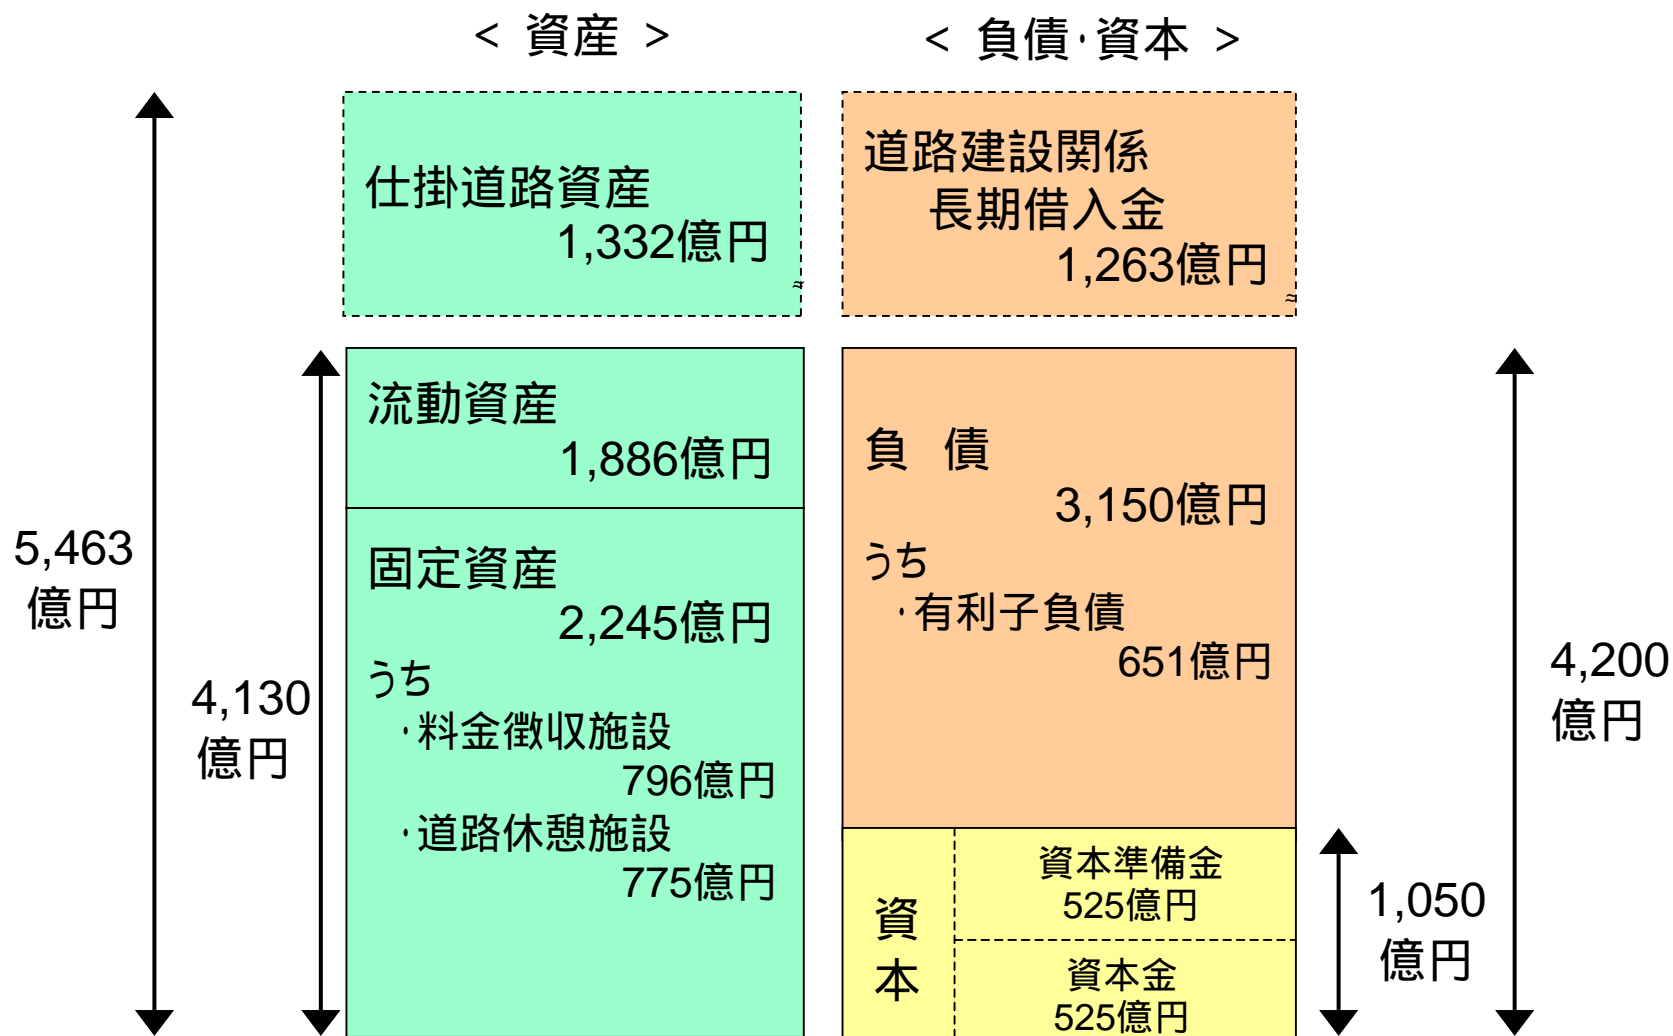 < 資産 >
< 負債・資本 >
仕掛道路資産
1,332億円
≈
道路建設関係
長期借入金
1,263億円
≈
流動資産
1,886億円
固定資産
2,245億円
うち
・料金徴収施設
796億円
・道路休憩施設
775億円
負 債
3,150億円
うち
・有利子負債
651億円
資
本
資本準備金
525億円
資本金
525億円
5,463
億円
4,130
億円
1,050
億円
4,200
億円